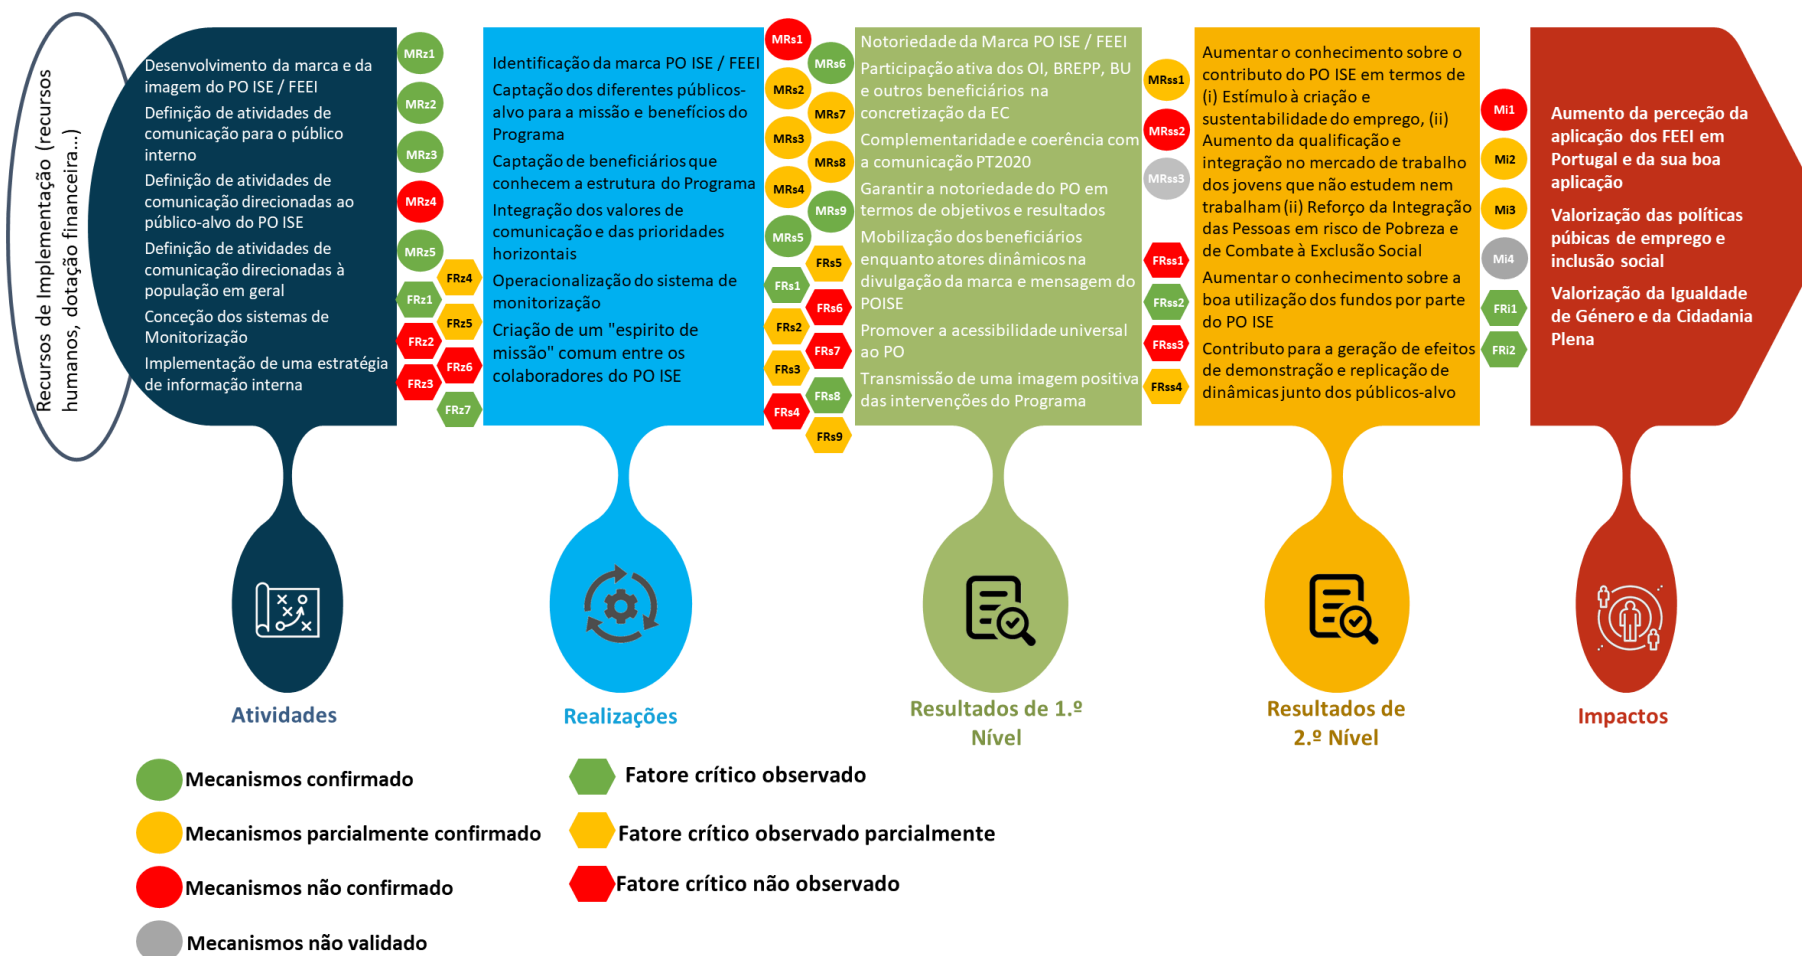 Recursos de Implementação (recursos
humanos, dotação financeira...)
Desenvolvimento da marca e da
imagem do PO ISE / FEEI
Definição de atividades de
comunicação para o público
interno
Definição de atividades de
comunicação direcionadas ao
público-alvo do PO ISE
Definição de atividades de
comunicação direcionadas à
população em geral
Conceção dos sistemas de
Monitorização
Implementação de uma estratégia
de informação interna
MRz1
MRz2
MRz3
MRz4
MRz5
FRz4
FRz1
FRz5
FRz2
FRz6
FRz3
FRz7
Identificação da marca PO ISE / FEEI
Captação dos diferentes públicos-
alvo para a missão e benefícios do
Programa
Captação de beneficiários que
conhecem a estrutura do Programa
Integração dos valores de
comunicação e das prioridades
horizontais
Operacionalização do sistema de
monitorização
Criação de um "espirito de
missão" comum entre os
colaboradores do PO ISE
MRs1
MRs6
MRs2
MRs7
MRs3
MRs8
MRs4
MRs9
MRs5
FRs5
FRs1
FRs6
FRs2
FRs7
FRs3
FRs8
FRs4
FRs9
Notoriedade da Marca PO ISE / FEEI
Participação ativa dos OI, BREPP, BU
e outros beneficiários na
concretização da EC
Complementaridade e coerência com
a comunicação PT2020
Garantir a notoriedade do PO em
termos de objetivos e resultados
Mobilização dos beneficiários
enquanto atores dinâmicos na
divulgação da marca e mensagem do
POISE
Promover a acessibilidade universal
ao PO
Transmissão de uma imagem positiva
das intervenções do Programa
MRss1
MRss2
MRss3
FRss1
FRss2
FRss3
FRss4
Aumentar o conhecimento sobre o
contributo do PO ISE em termos de
(i) Estímulo à criação e
sustentabilidade do emprego, (ii)
Aumento da qualificação e
integração no mercado de trabalho
dos jovens que não estudem nem
trabalham (ii) Reforço da Integração
das Pessoas em risco de Pobreza e
de Combate à Exclusão Social
Aumentar o conhecimento sobre a
boa utilização dos fundos por parte
do PO ISE
Contributo para a geração de efeitos
de demonstração e replicação de
dinâmicas junto dos públicos-alvo
Mi1
Mi2
Mi3
Mi4
FRi1
FRi2
Aumento da perceção da
aplicação dos FEEI em
Portugal e da sua boa
aplicação
Valorização das políticas
púbicas de emprego e
inclusão social
Valorização da Igualdade
de Género e da Cidadania
Plena
Atividades
Realizações
Resultados de 1.º
Nível
Resultados de
2.º Nível
Impactos
Mecanismos confirmado
Mecanismos parcialmente confirmado
Mecanismos não confirmado
Mecanismos não validado
Fatore crítico observado
Fatore crítico observado parcialmente
Fatore crítico não observado